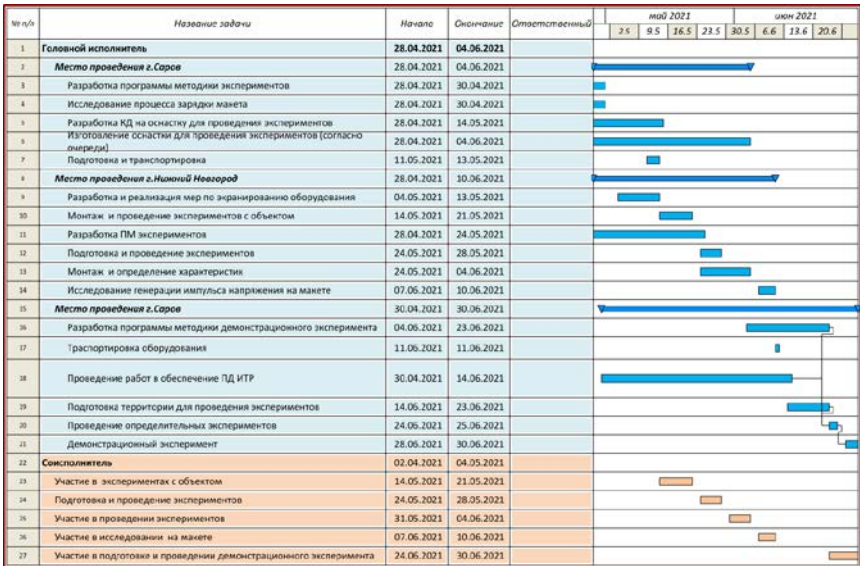 № п/п Название задачи Начало Окончание Ответственный май 2021 июн 2021
2.5 9.5 16.5 23.5 30.5 6.6 13.6 20.6
1 Головной исполнитель 28.04.2021 04.06.2021
2 Место проведения г.Саров 28.04.2021 04.06.2021
3 Разработка программы методики экспериментов 28.04.2021 30.04.2021
4 Исследование процесса зарядки макета 28.04.2021 30.04.2021
5 Разработка КД на оснастку для проведения экспериментов 28.04.2021 14.05.2021
6 Изготовление оснастки для проведения экспериментов (согласно 28.04.2021 04.06.2021
очереди)
7 Подготовка и транспортировка 11.05.2021 13.05.2021
8 Место проведения г.Нижний Новгород 28.04.2021 10.06.2021
9 Разработка и реализация мер по экранированию оборудования 04.05.2021 13.05.2021
10 Монтаж и проведение экспериментов с объектом 14.05.2021 21.05.2021
11 Разработка ПМ экспериментов 28.04.2021 24.05.2021
12 Подготовка и проведение экспериментов 24.05.2021 28.05.2021
13 Монтаж и определение характеристик 24.05.2021 04.06.2021
14 Исследование генерации импульса напряжения на макете 07.06.2021 10.06.2021
15 Место проведения г.Саров 30.04.2021 30.06.2021
16 Разработка программы методики демонстрационного эксперимента 04.06.2021 23.06.2021
17 Траспортировка оборудования 11.06.2021 11.06.2021
18 Проведение работ в обеспечение ПД ИТР 30.04.2021 14.06.2021
19 Подготовка территории для проведения экспериментов 14.06.2021 23.06.2021
20 Проведение определительных экспериментов 24.06.2021 25.06.2021
21 Демонстрационный эксперимент 28.06.2021 30.06.2021
22 Соисполнитель 02.04.2021 04.05.2021
23 Участие в экспериментах с объектом 14.05.2021 21.05.2021
24 Подготовка и проведение экспериментов 24.05.2021 28.05.2021
25 Участие в проведении экспериментов 31.05.2021 04.06.2021
26 Участие в исследовании на макете 07.06.2021 10.06.2021
27 Участие в подготовке и проведении демонстрационного эксперимента 24.06.2021 30.06.2021